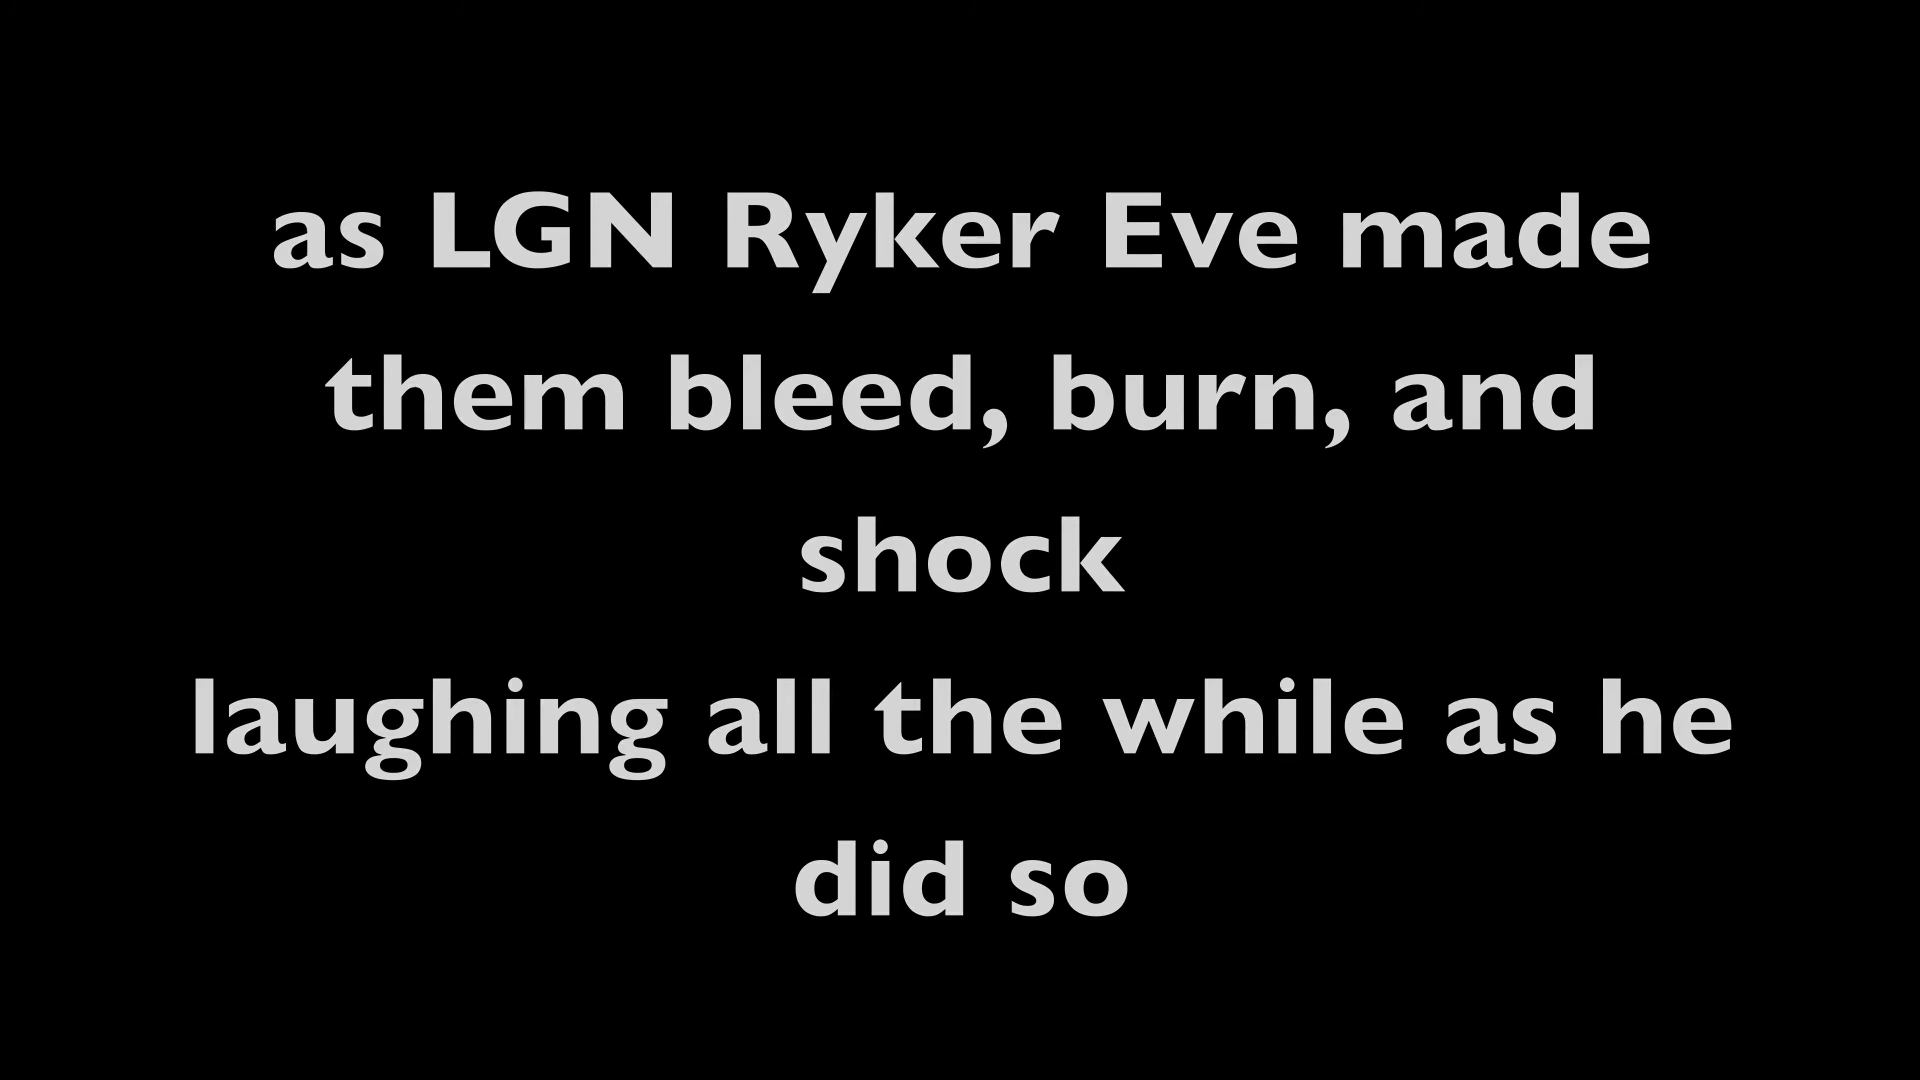 as LGN Ryker Eve made
them bleed, burn, and
shock
laughing all the while as he
did so